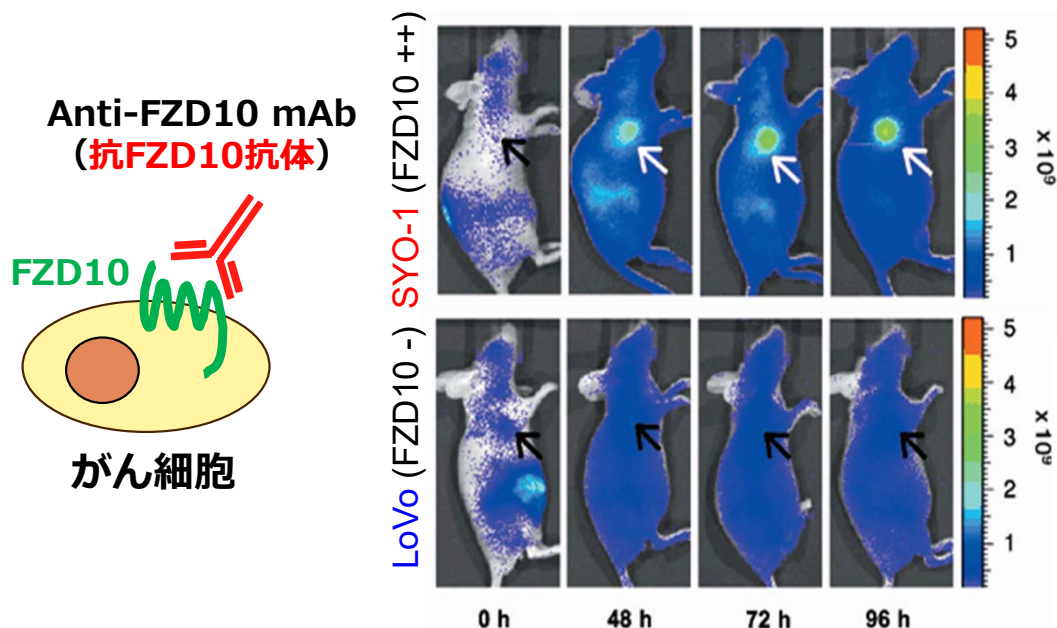 Anti-FZD10 mAb
（抗FZD10抗体）
FZD10
がん細胞
SYO-1 (FZD10 ++)
5
4
3
2
1
x 10⁹
LoVo (FZD10 -)
5
4
3
2
1
x 10⁹
0 h
48 h
72 h
96 h